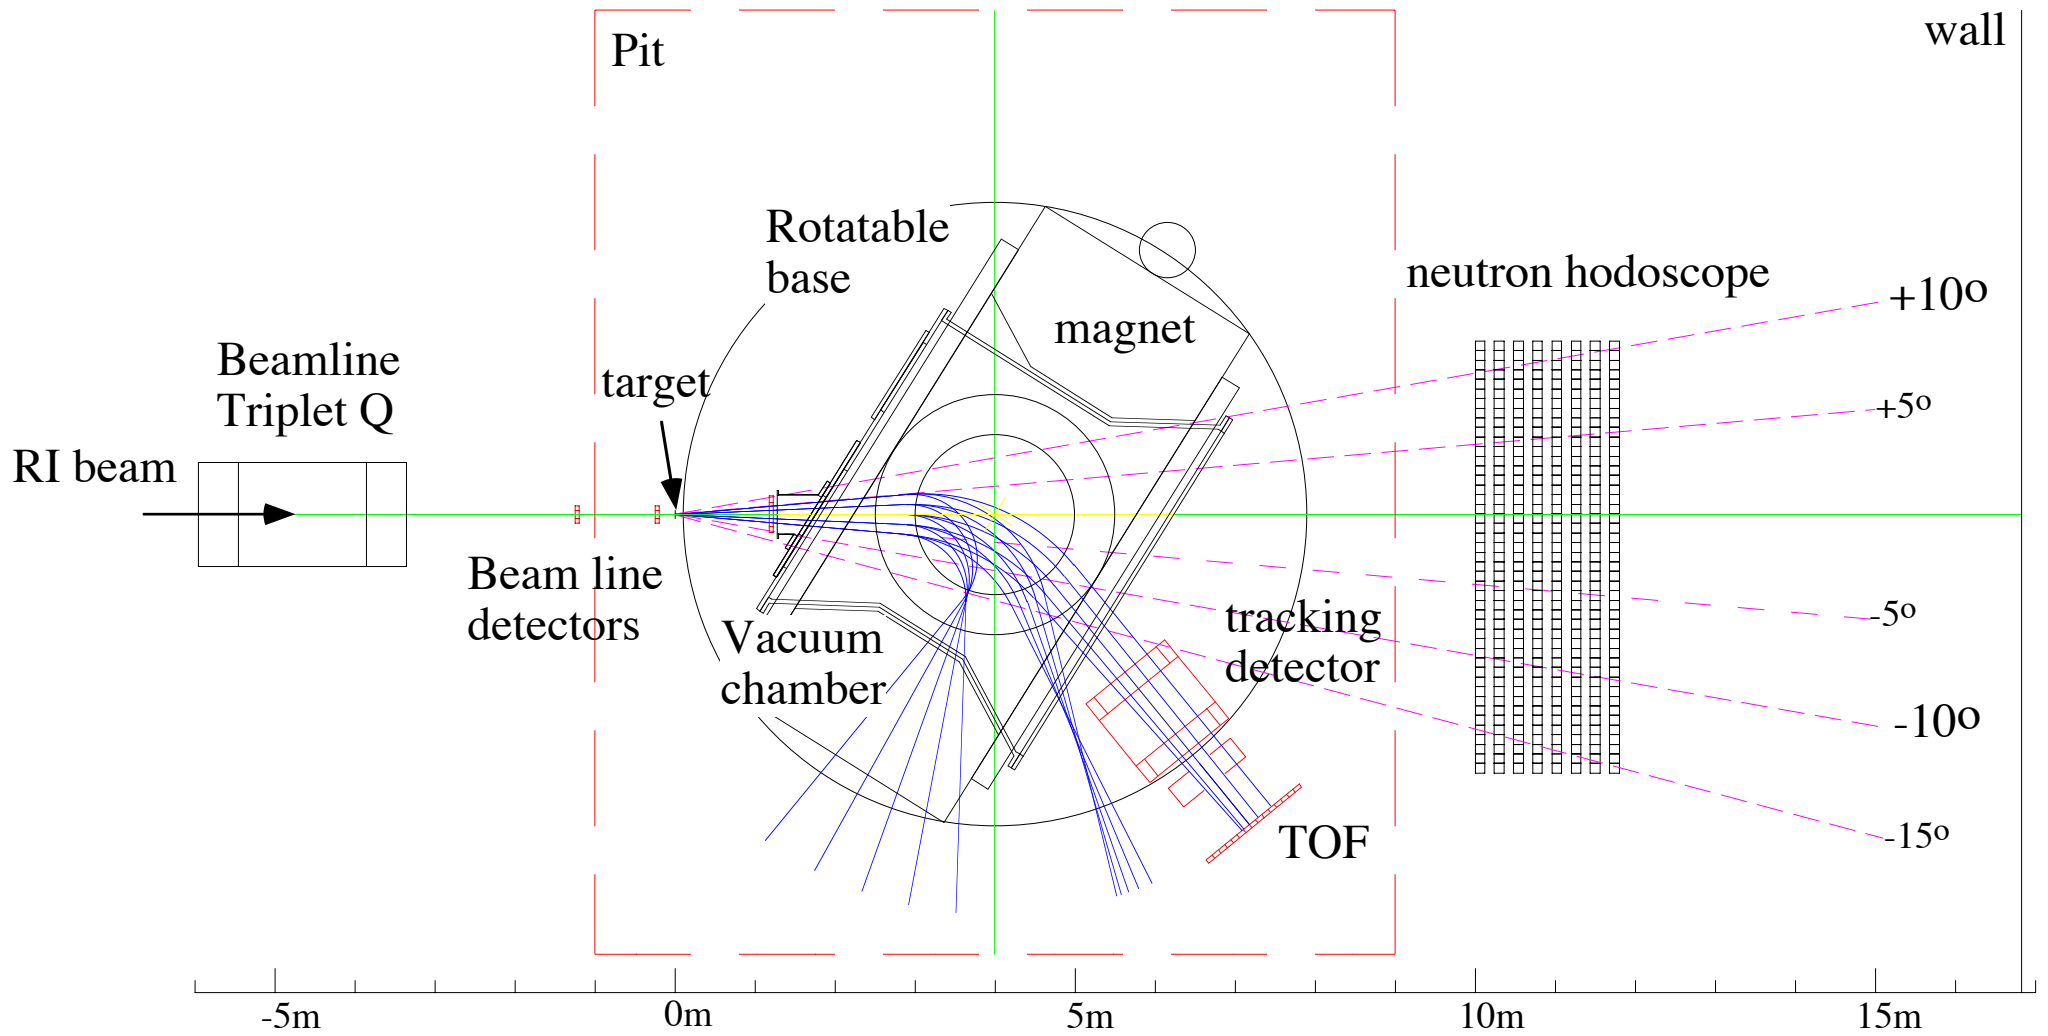 Pit
wall
Rotatable
base
neutron hodoscope
+10º
magnet
Beamline
Triplet Q
target
+5º
RI beam
Beam line
detectors
tracking
detector
-5º
Vacuum
chamber
-10º
TOF
-15º
-5m
0m
5m
10m
15m